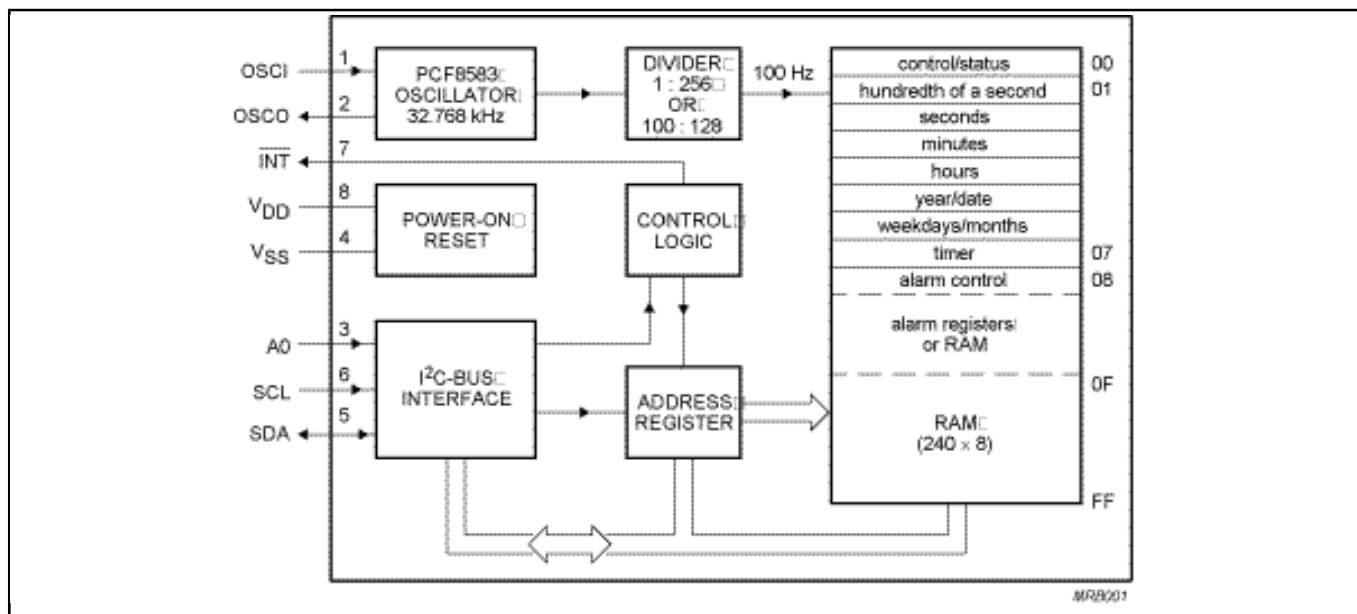 OSCI
1
OSCO
2
INT
7
VDD
8
VSS
4
A0
3
SCL
6
SDA
5
PCF8583
OSCILLATOR
32.768 kHz
DIVIDER
1 : 256
OR
100 : 128
100 Hz
POWER-ON
RESET
CONTROL
LOGIC
I²C-BUS
INTERFACE
ADDRESS
REGISTER
control/status
00
hundredth of a second
01
seconds
minutes
hours
year/date
weekdays/months
timer
07
alarm control
08
alarm registers
or RAM
0F
RAM
(240 × 8)
FF
MRB001